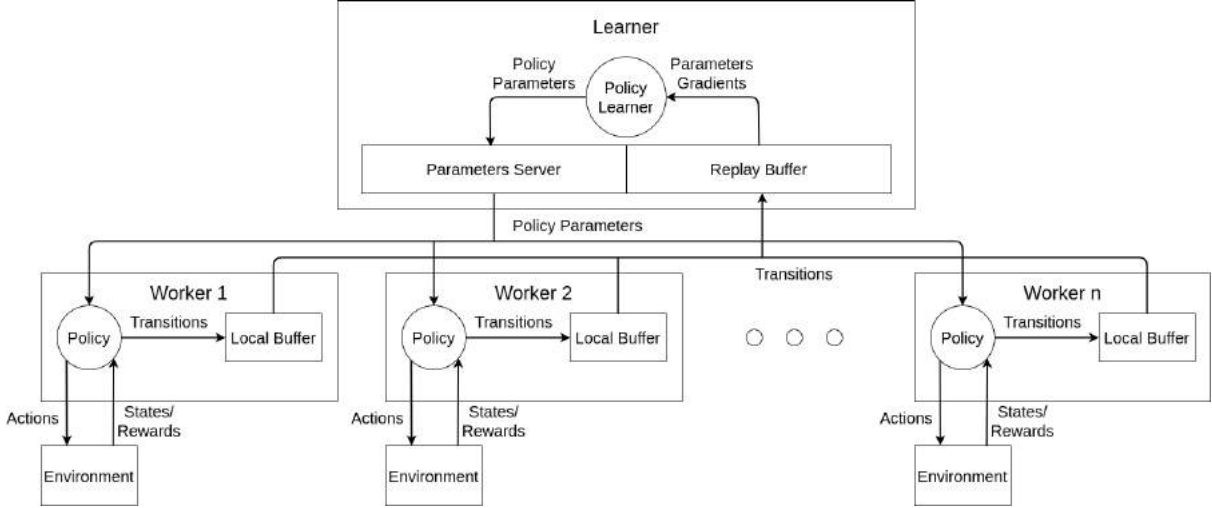 Learner
Policy
Parameters
Parameters
Gradients
Policy
Learner
Parameters Server
Replay Buffer
Policy Parameters
Transitions
Worker 1
Policy
Transitions
Local Buffer
Actions
States/
Rewards
Environment
Worker 2
Policy
Transitions
Local Buffer
Actions
States/
Rewards
Environment
Worker n
Policy
Transitions
Local Buffer
Actions
States/
Rewards
Environment